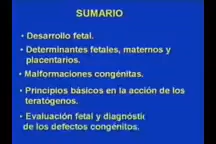 SUMARIO
• Desarrollo fetal.
• Determinantes fetales, maternos y
placentarios.
• Malformaciones congénitas.
• Principios básicos en la acción de los
teratógenos.
• Evaluación fetal y diagnóstic
de los defectos congénitos.